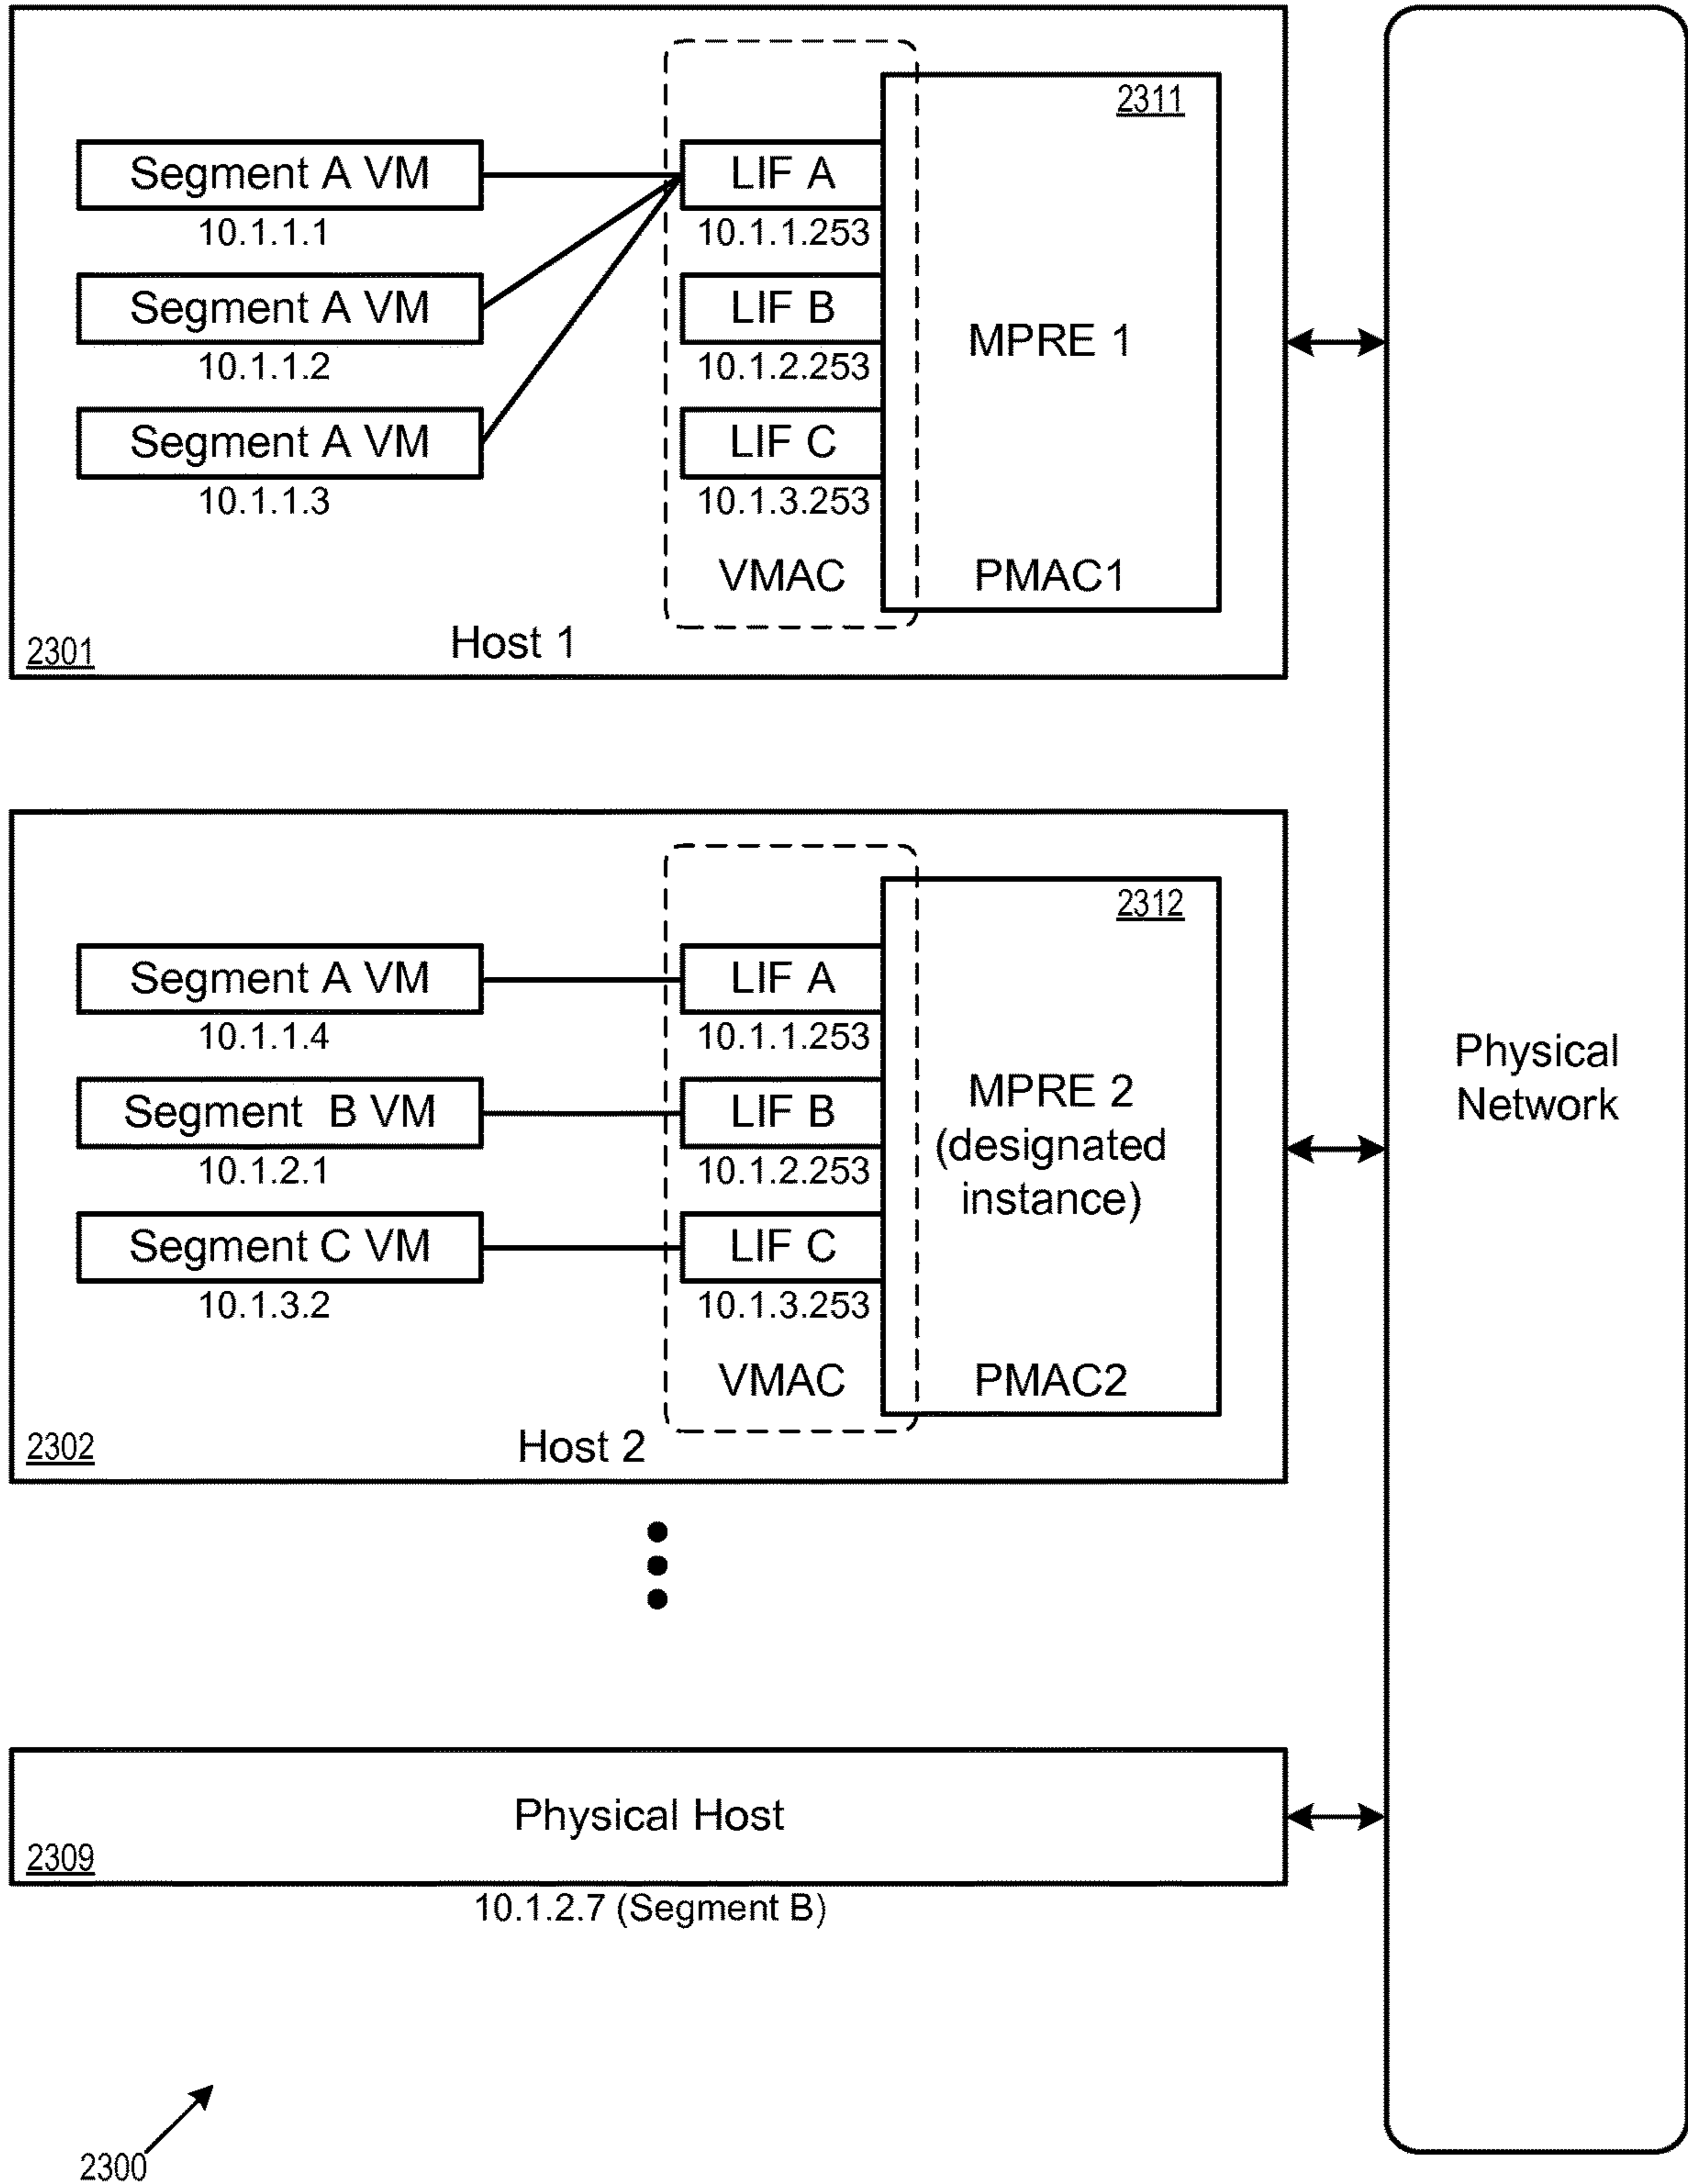 2311
Segment A VM
LIF A
10.1.1.1
10.1.1.253
Segment A VM
LIF B
MPRE 1
10.1.1.2
10.1.2.253
Segment A VM
LIF C
10.1.1.3
10.1.3.253
VMAC
PMAC1
2301
Host 1
2312
Segment A VM
LIF A
10.1.1.4
10.1.1.253
Segment B VM
LIF B
MPRE 2
(designated
instance)
10.1.2.1
10.1.2.253
Segment C VM
LIF C
10.1.3.2
10.1.3.253
VMAC
PMAC2
2302
Host 2
Physical
Network
Physical Host
2309
10.1.2.7 (Segment B)
2300